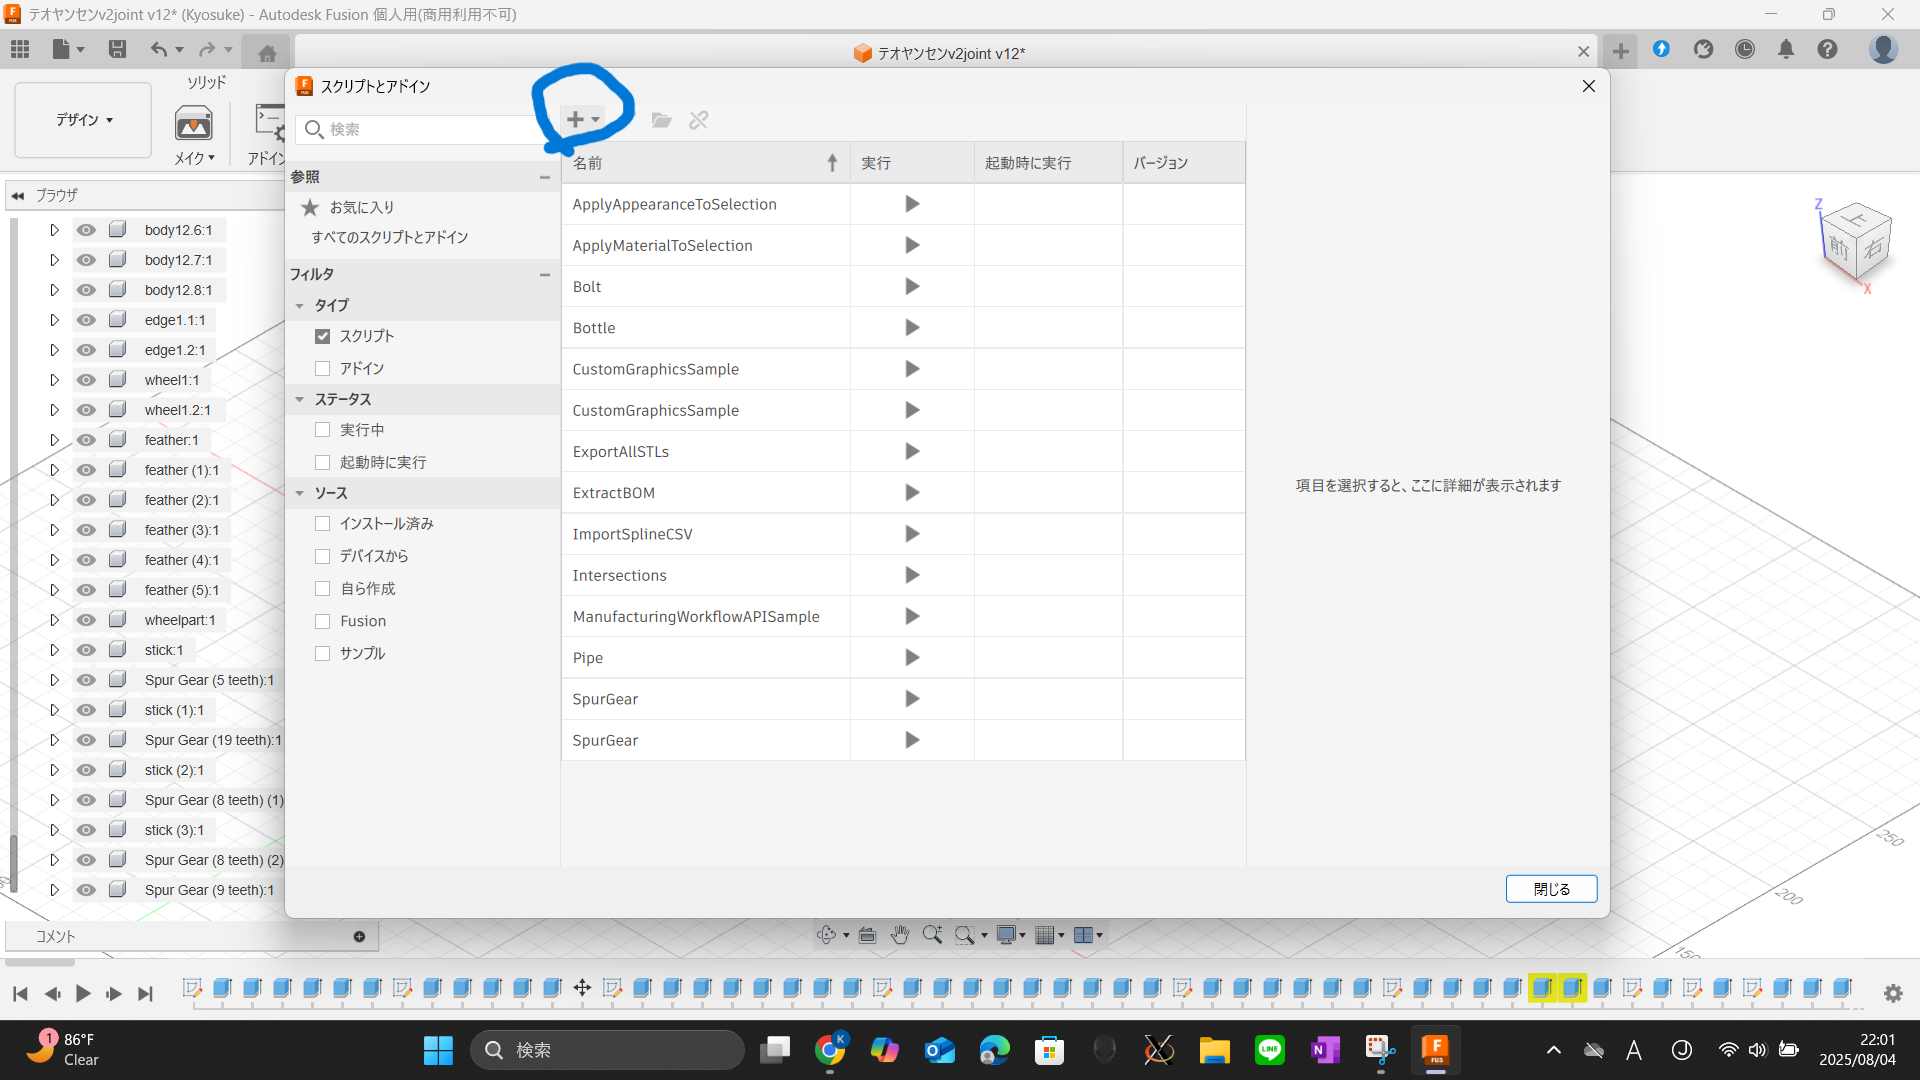 テオヤンセンv2joint v12* (Kyosuke) - Autodesk Fusion 個人用(商用利用不可)
テオヤンセンv2joint v12*
ソリッド
デザイン
メイク
アドイン
スクリプトとアドイン
検索
参照
お気に入り
すべてのスクリプトとアドイン
フィルタ
タイプ
スクリプト
アドイン
ステータス
実行中
起動時に実行
ソース
インストール済み
デバイスから
自ら作成
Fusion
サンプル
名前 実行 起動時に実行 バージョン
ApplyAppearanceToSelection
ApplyMaterialToSelection
Bolt
Bottle
CustomGraphicsSample
CustomGraphicsSample
ExportAllSTLs
ExtractBOM
ImportSplineCSV
Intersections
ManufacturingWorkflowAPISample
Pipe
SpurGear
SpurGear
項目を選択すると、ここに詳細が表示されます
閉じる
ブラウザ
body12.6:1
body12.7:1
body12.8:1
edge1.1:1
edge1.2:1
wheel1:1
wheel1.2:1
feather:1
feather (1):1
feather (2):1
feather (3):1
feather (4):1
feather (5):1
wheelpart:1
stick:1
Spur Gear (5 teeth):1
stick (1):1
Spur Gear (19 teeth):1
stick (2):1
Spur Gear (8 teeth) (1)
stick (3):1
Spur Gear (8 teeth) (2)
Spur Gear (9 teeth):1
コメント
Z
上
前
右
X
250
200
150
1
86°F
Clear
検索
K
LINE
F
FUS
A
J
22:01
2025/08/04